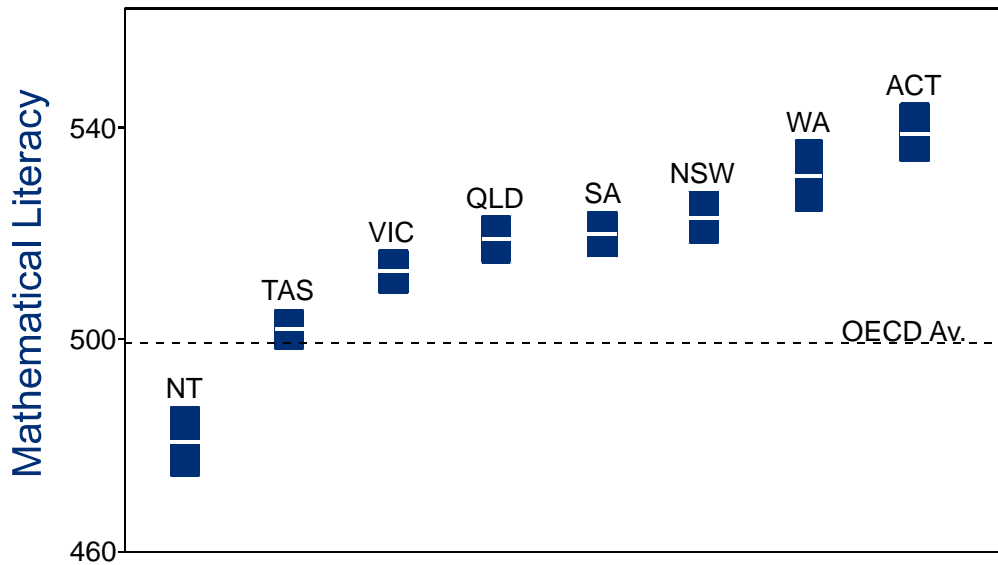 Mathematical Literacy
ACT
540
WA
NSW
SA
QLD
VIC
TAS
500
OECD Av.
NT
460